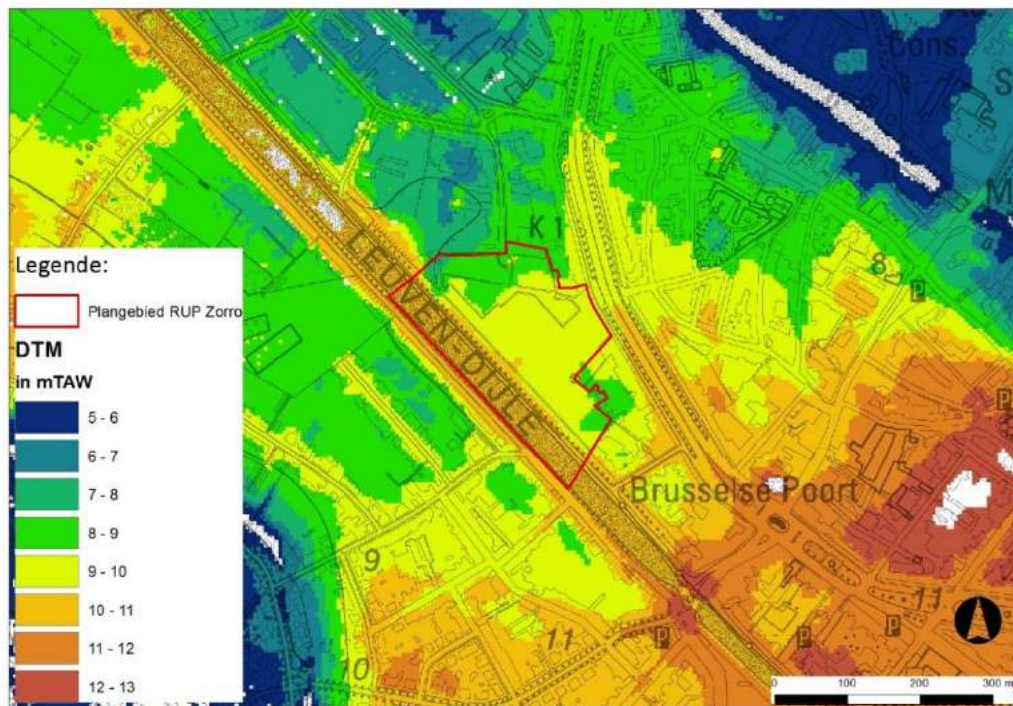 Cons.
S
M
K 1
8
P
LEUVEN-DIJLE
P
Brusselse Poort
9
11
11
10
P
P
P
Legende:
Plangebied RUP Zorro
DTM
in mTAW
5 - 6
6 - 7
7 - 8
8 - 9
9 - 10
10 - 11
11 - 12
12 - 13
0 100 200 300 m